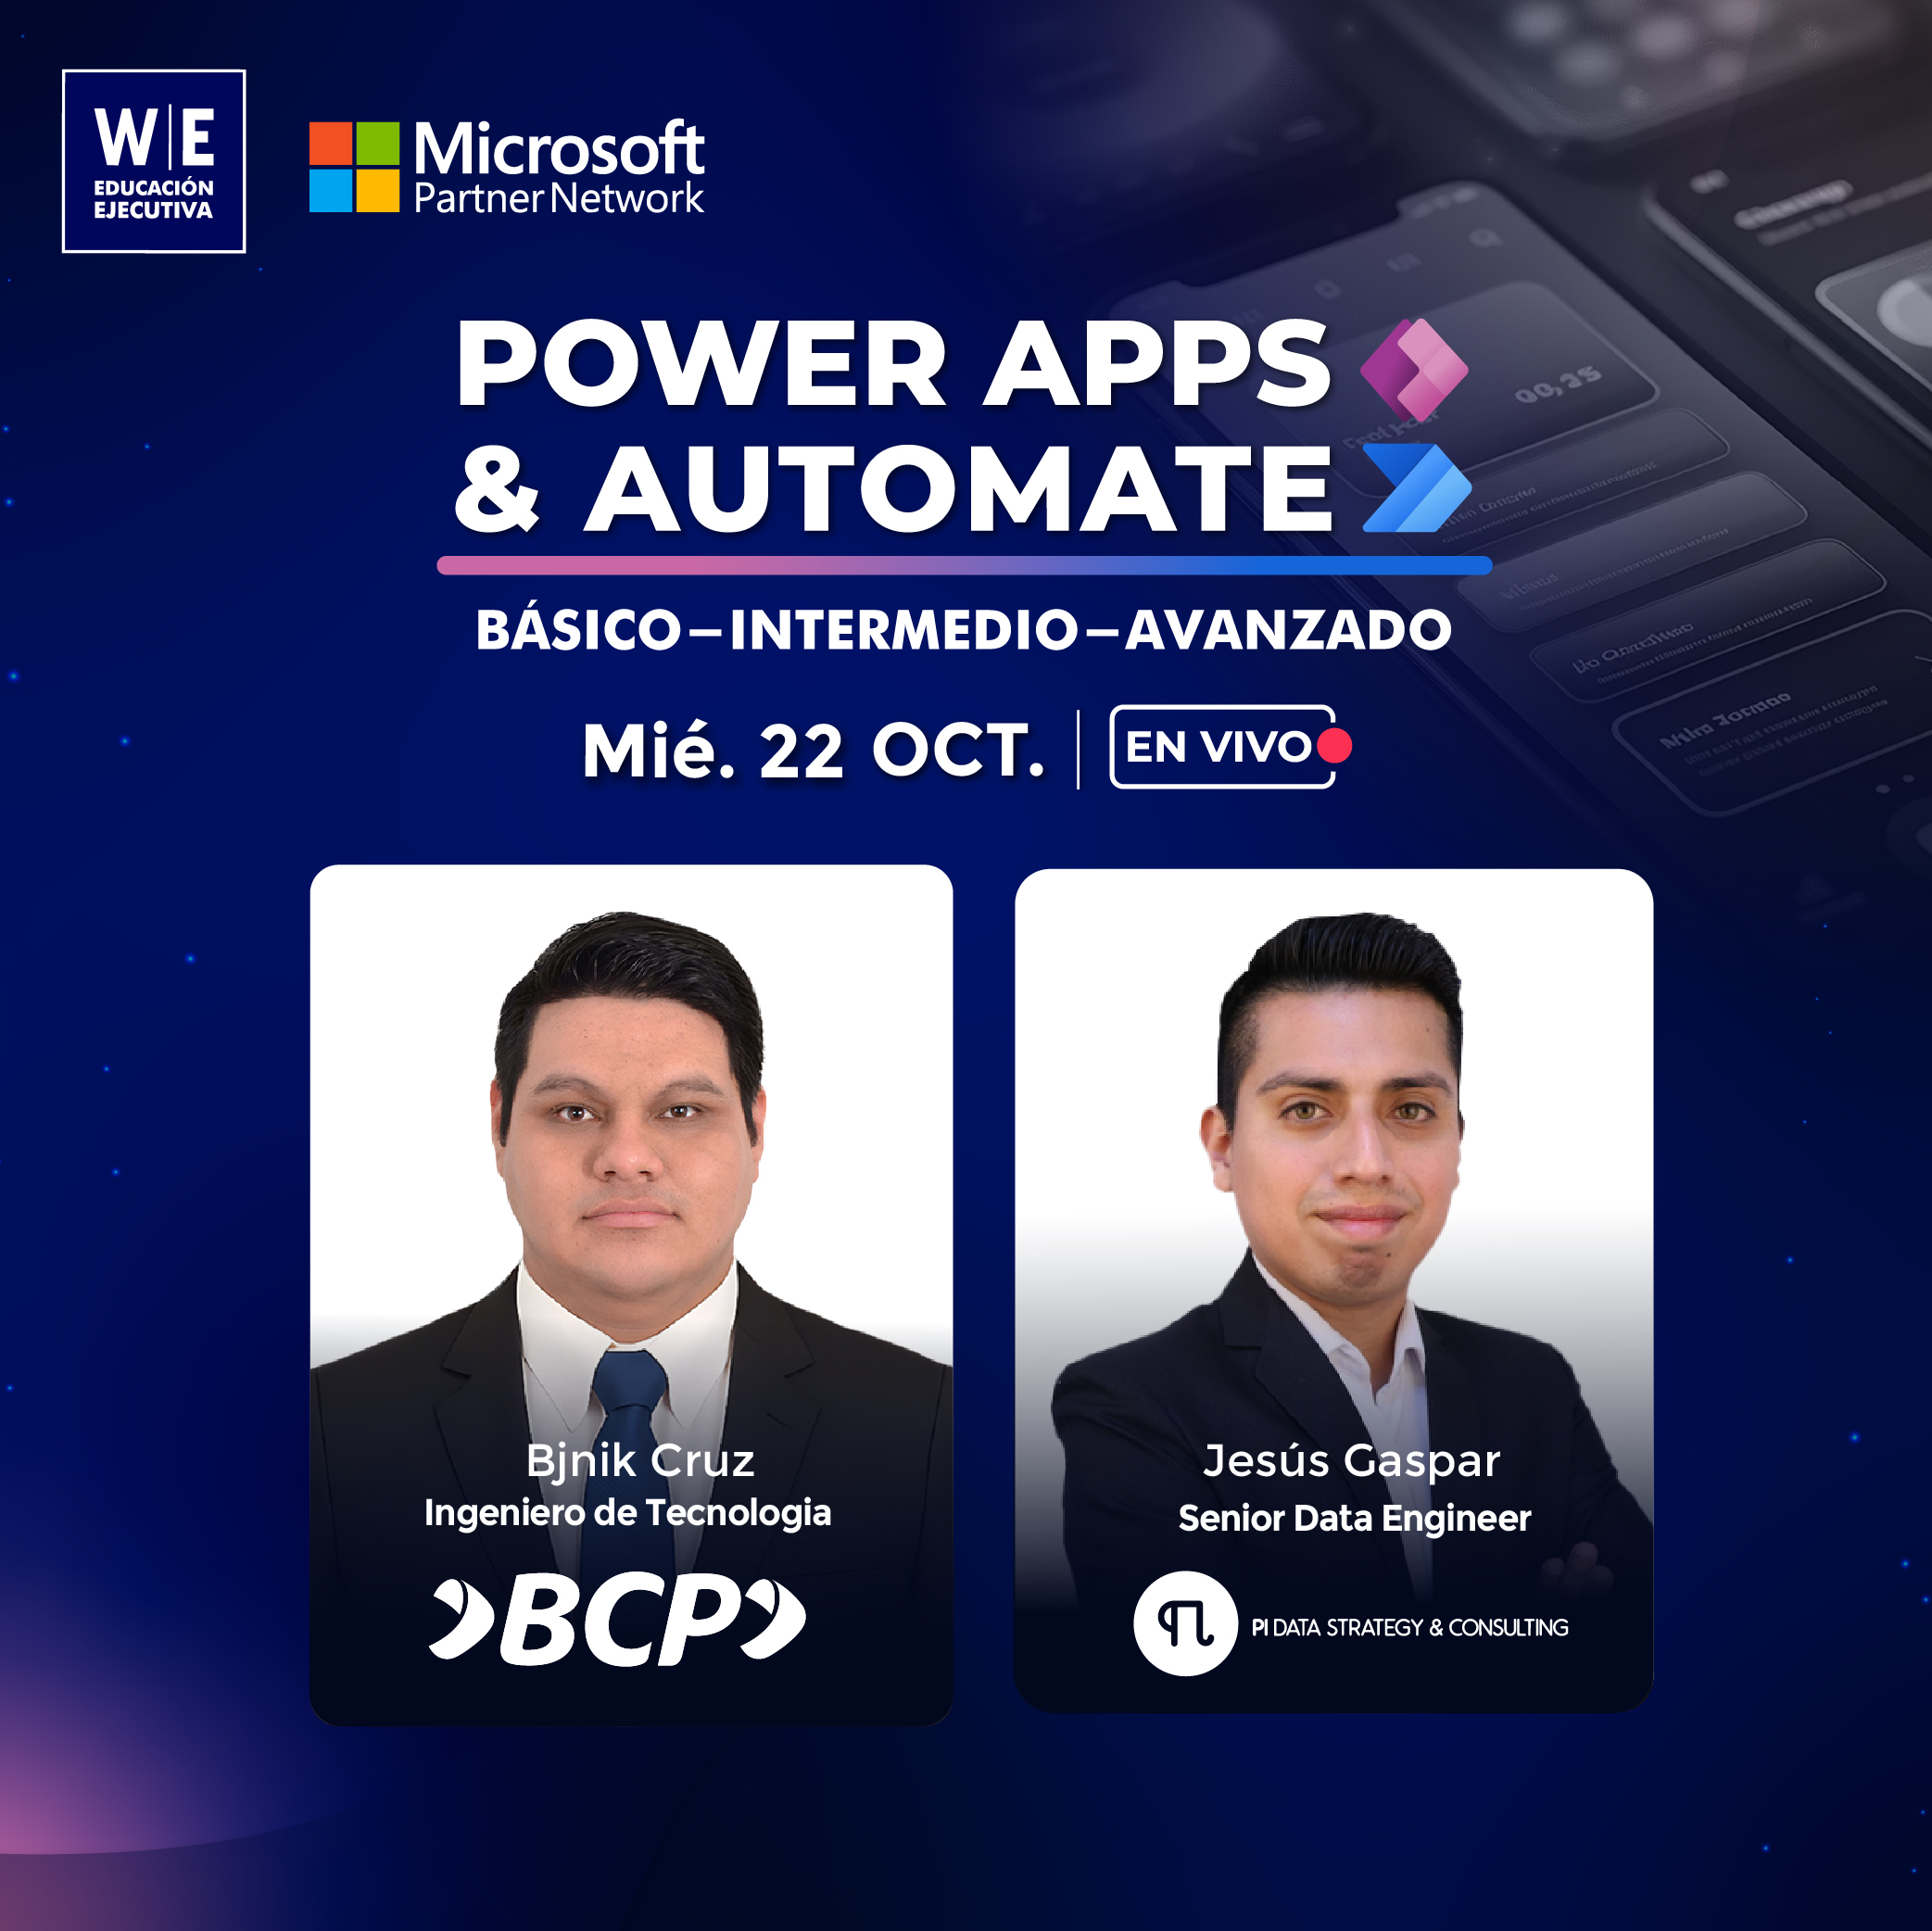 W|E
EDUCACIÓN
EJECUTIVA
Microsoft
Partner Network
POWER APPS
& AUTOMATE
BÁSICO – INTERMEDIO – AVANZADO
Mié. 22 OCT. | EN VIVO
Bjnik Cruz
Ingeniero de Tecnologia
BCP
Jesús Gaspar
Senior Data Engineer
PI DATA STRATEGY & CONSULTING